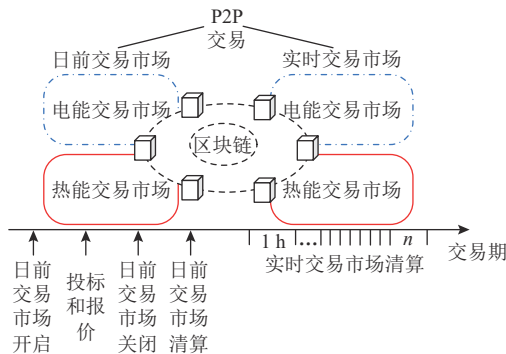 P2P
交易
日前交易市场
实时交易市场
电能交易市场
电能交易市场
区块链
热能交易市场
热能交易市场
1 h
...
n
交易期
实时交易市场清算
日前
交易
市场
开启
投标
和报
价
日前
交易
市场
关闭
日前
交易
市场
清算